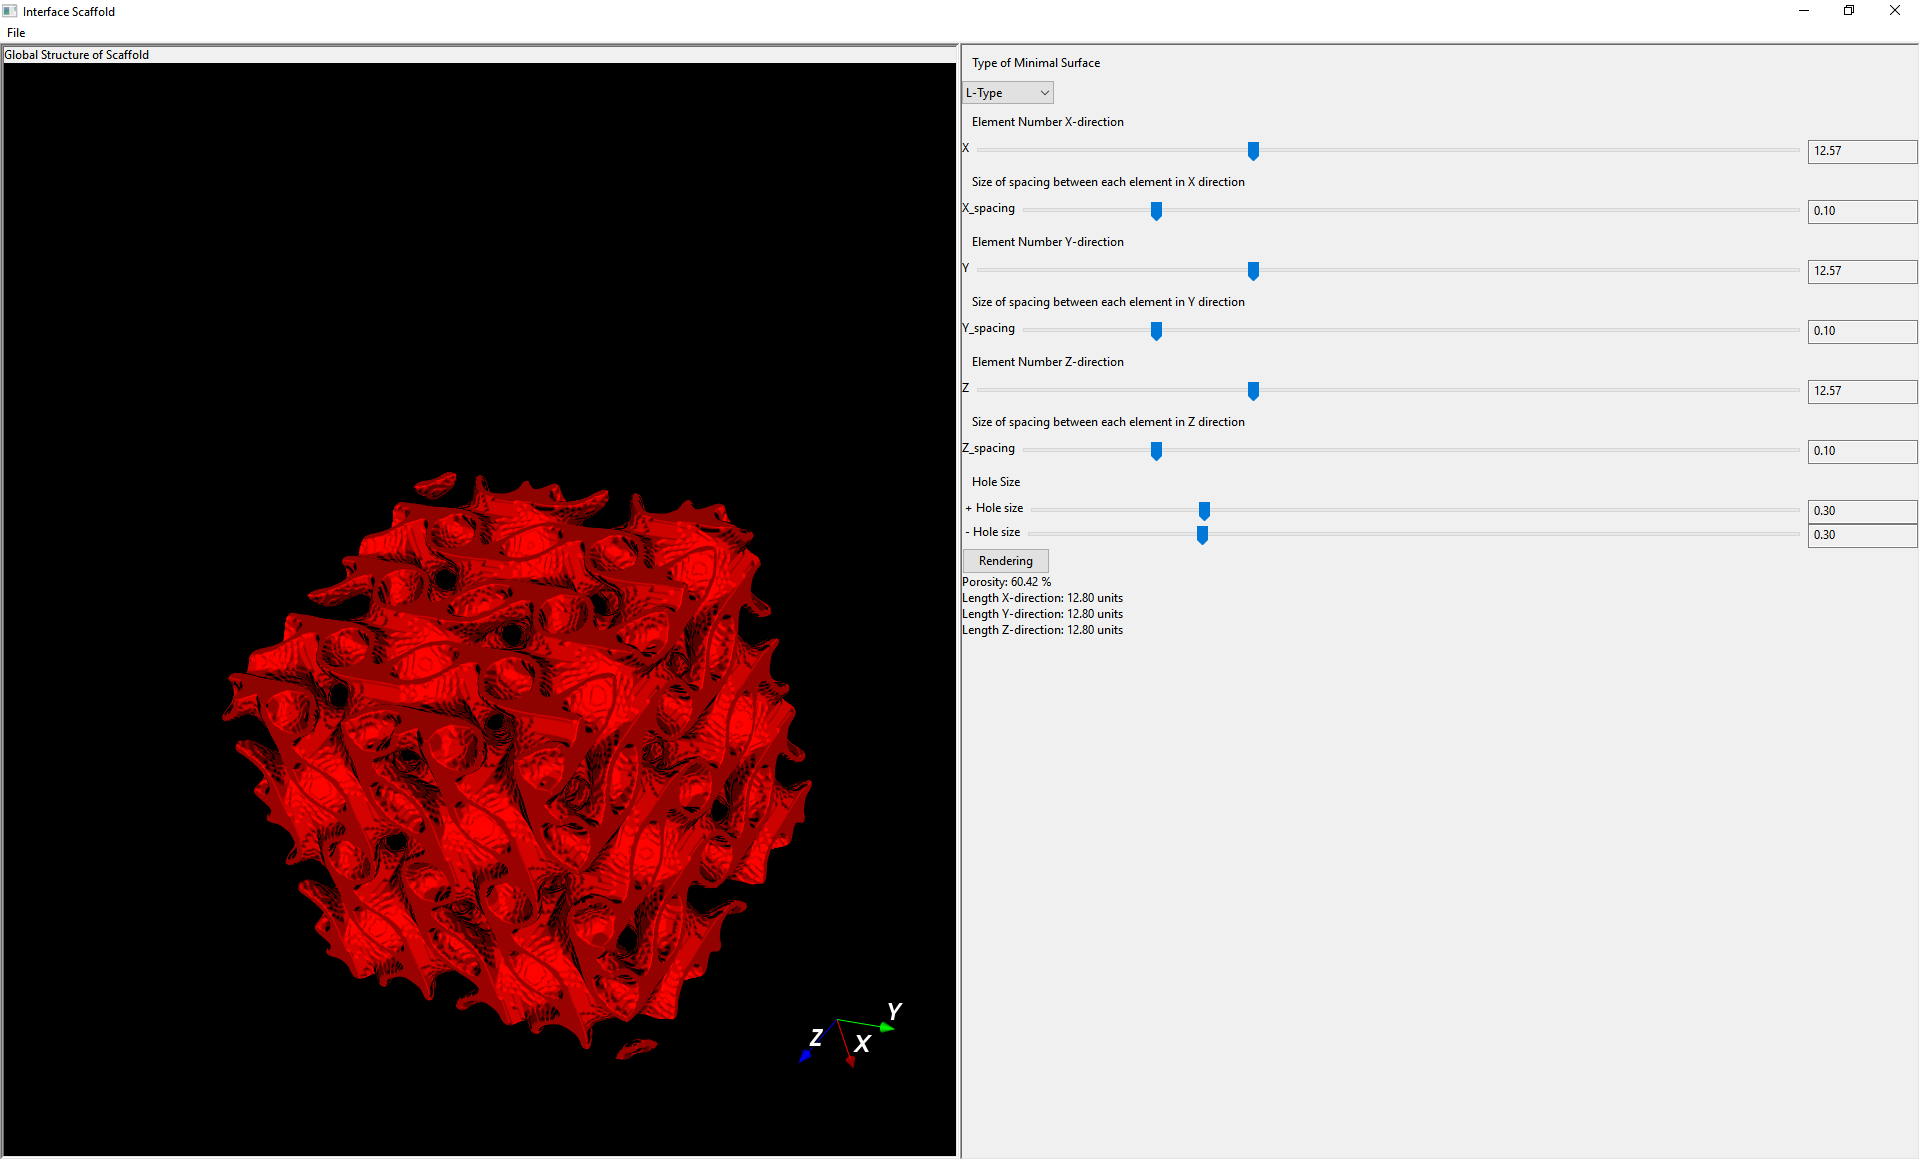 Interface Scaffold
File
Global Structure of Scaffold
Type of Minimal Surface
L-Type
Element Number X-direction
X
12.57
Size of spacing between each element in X direction
X_spacing
0.10
Element Number Y-direction
Y
12.57
Size of spacing between each element in Y direction
Y_spacing
0.10
Element Number Z-direction
Z
12.57
Size of spacing between each element in Z direction
Z_spacing
0.10
Hole Size
+ Hole size
0.30
- Hole size
0.30
Rendering
Porosity: 60.42 %
Length X-direction: 12.80 units
Length Y-direction: 12.80 units
Length Z-direction: 12.80 units
Y
Z
X